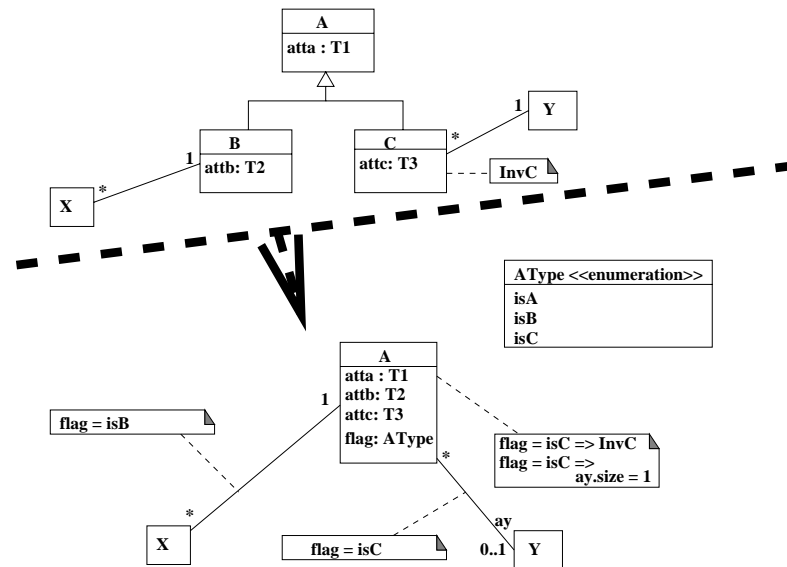 A
atta : T1
B
attb: T2
C
attc: T3
1
Y
*
InvC
1
*
X
AType <<enumeration>>
isA
isB
isC
A
atta : T1
attb: T2
attc: T3
flag: AType
1
flag = isB
flag = isC => InvC
flag = isC =>
ay.size = 1
*
*
X
flag = isC
ay
0..1
Y